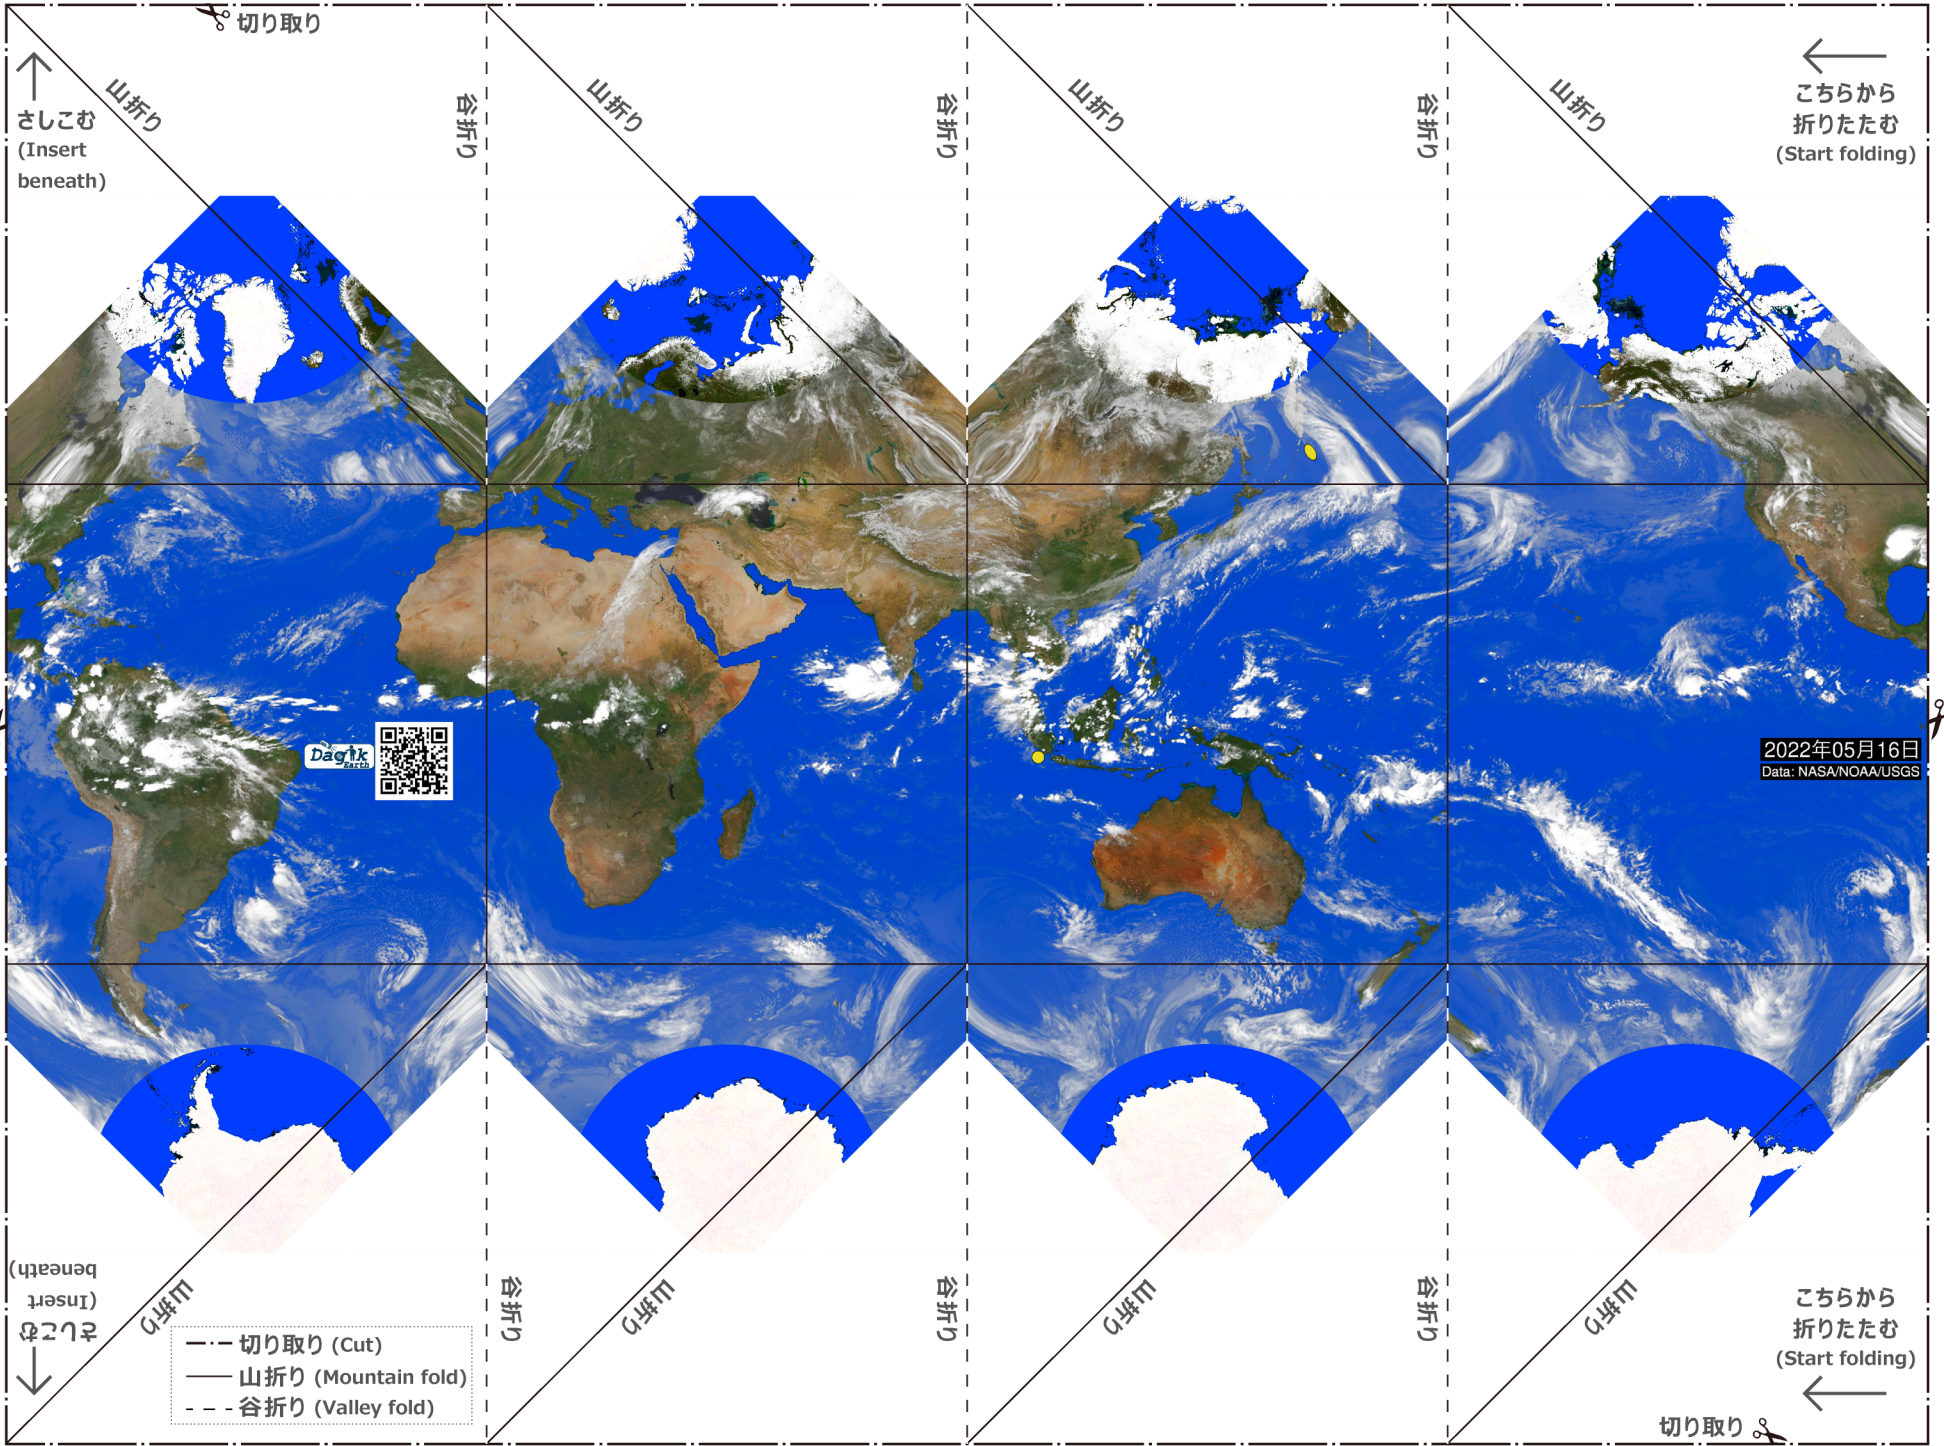 切り取り
山折り
谷折り
山折り
谷折り
山折り
谷折り
山折り
さしこむ
(Insert
beneath)
こちらから
折りたたむ
(Start folding)
Dagik
Earth
2022年05月16日
Data: NASA/NOAA/USGS
さしこむ
(Insert
beneath)
山折り
谷折り
山折り
谷折り
山折り
谷折り
山折り
こちらから
折りたたむ
(Start folding)
切り取り (Cut)
山折り (Mountain fold)
谷折り (Valley fold)
切り取り